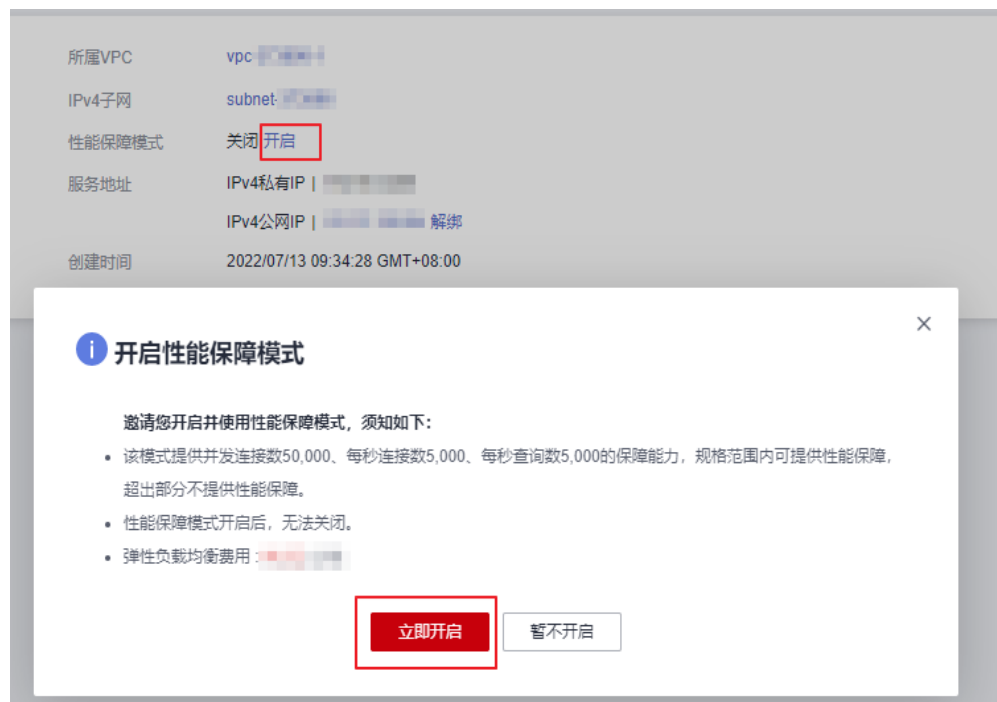 所属VPC vpc-
IPv4子网 subnet-
性能保障模式 关闭 开启
服务地址 IPv4私有IP |
IPv4公网IP | 解绑
创建时间 2022/07/13 09:34:28 GMT+08:00
开启性能保障模式
邀请您开启并使用性能保障模式，须知如下：
• 该模式提供并发连接数50,000、每秒连接数5,000、每秒查询数5,000的保障能力，规格范围内可提供性能保障，
超出部分不提供性能保障。
• 性能保障模式开启后，无法关闭。
• 弹性负载均衡费用：
立即开启 暂不开启